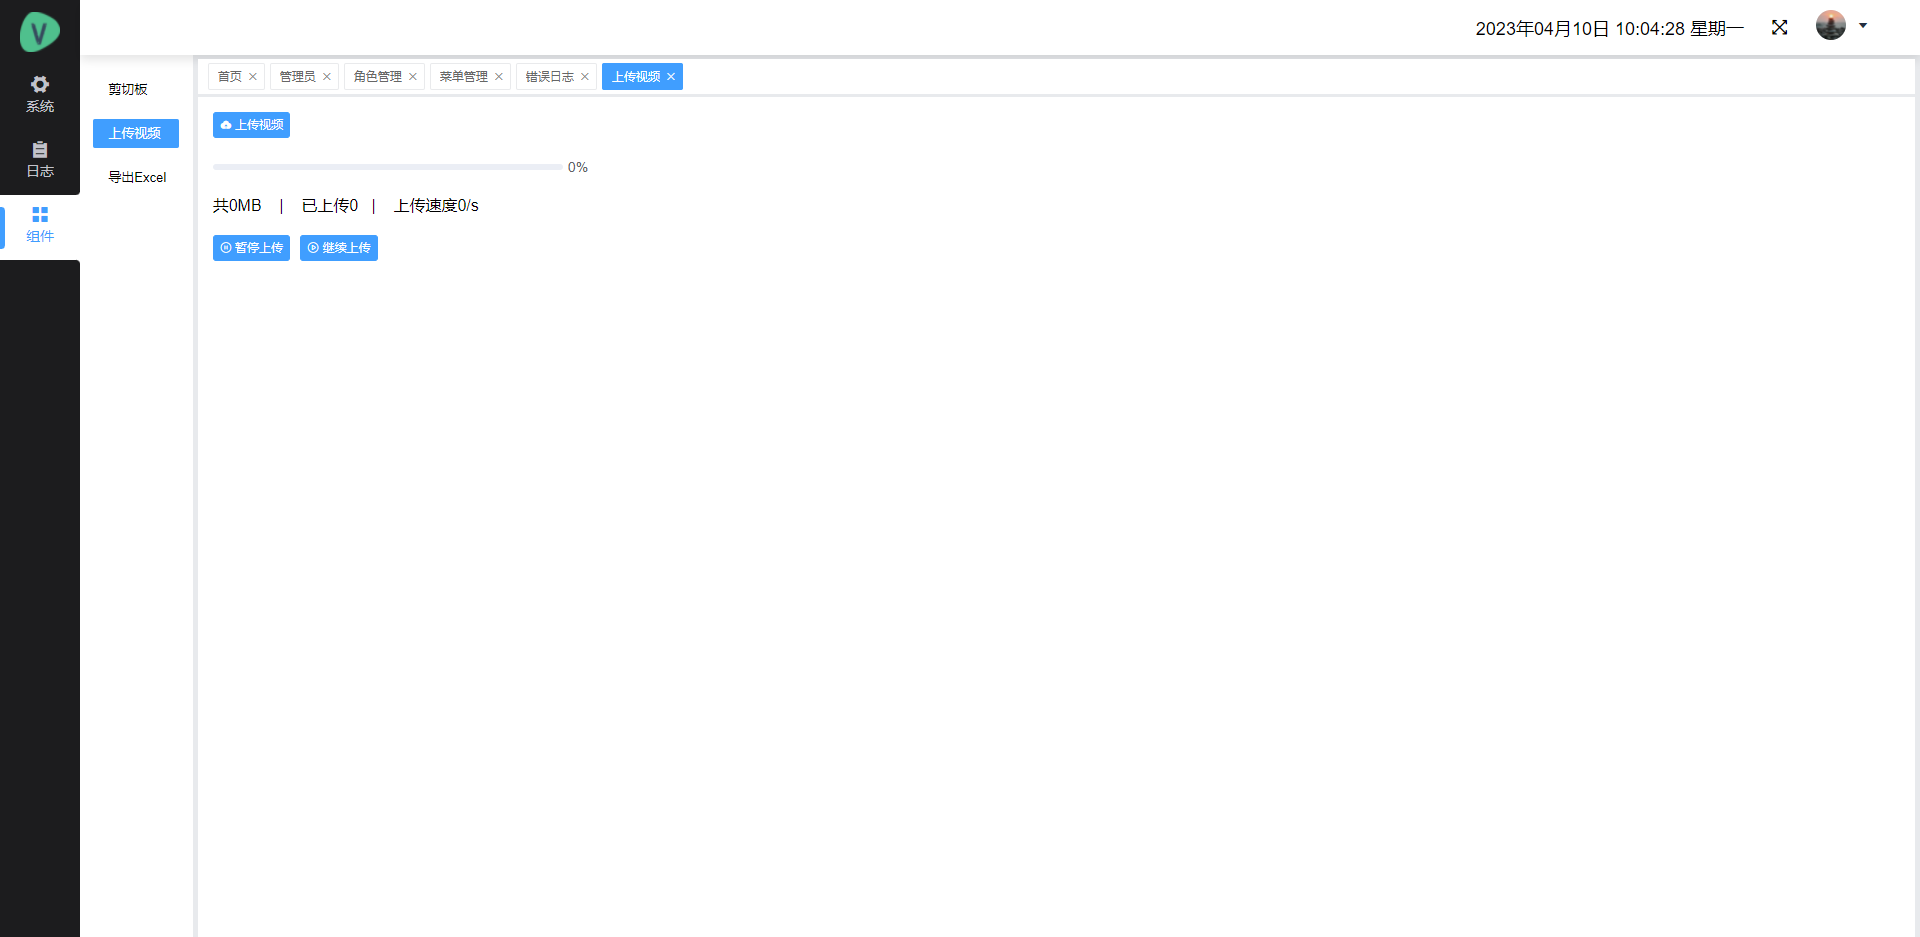 V
2023年04月10日 10:04:28 星期一
系统
日志
组件
剪切板
上传视频
导出Excel
首页 管理员 角色管理 菜单管理 错误日志 上传视频
上传视频
0%
共0MB | 已上传0 | 上传速度0/s
暂停上传 继续上传